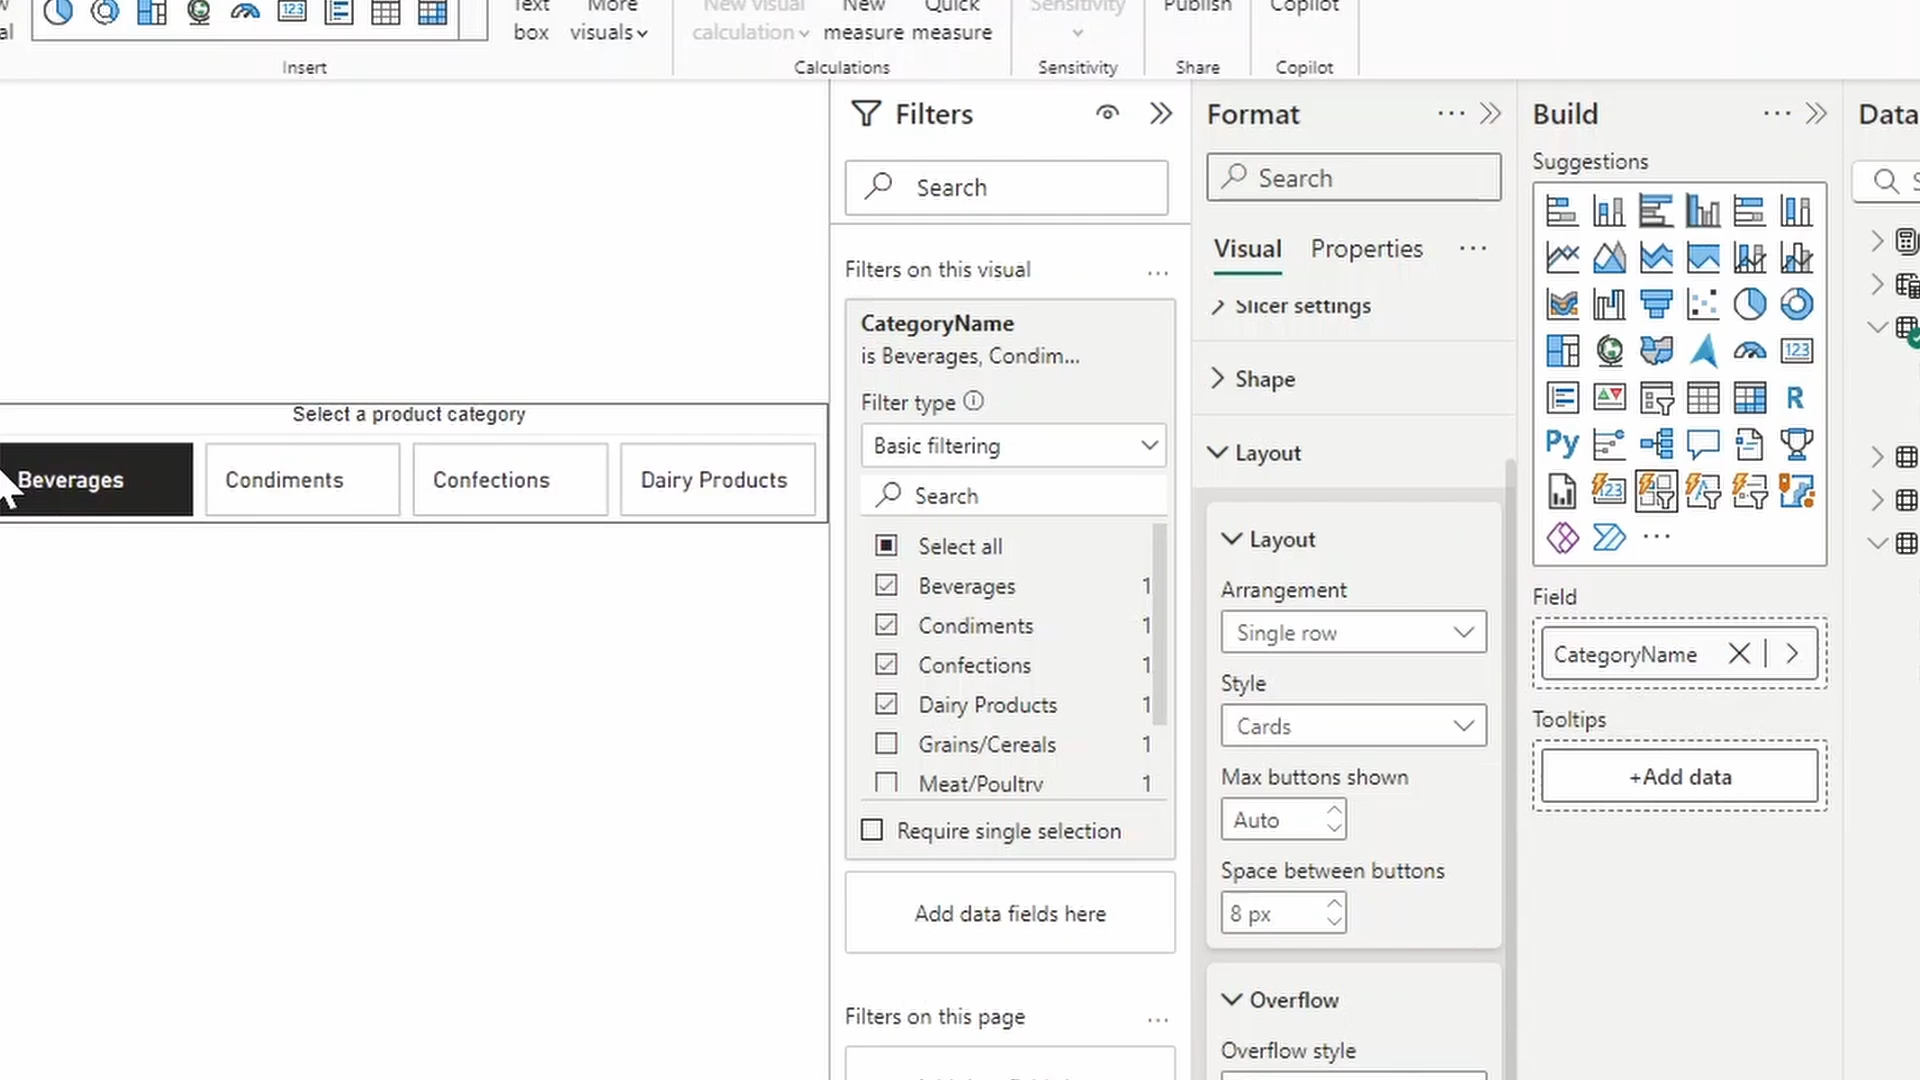 al
Text
box
More
visuals
New visual
calculation
New
measure
Quick
measure
Sensitivity
Publish
Copilot
Insert
Calculations
Sensitivity
Share
Copilot
Filters
Search
Filters on this visual
...
CategoryName
is Beverages, Condim...
Filter type
Basic filtering
Search
Select all
Beverages 1
Condiments 1
Confections 1
Dairy Products 1
Grains/Cereals 1
Meat/Poultry 1
Require single selection
Add data fields here
Filters on this page
...
Select a product category
Beverages
Condiments
Confections
Dairy Products
Format
...
Search
Visual
Properties
...
Slicer settings
Shape
Layout
Layout
Arrangement
Single row
Style
Cards
Max buttons shown
Auto
Space between buttons
8 px
Overflow
Overflow style
Build
...
Suggestions
123
R
Py
123
...
Field
CategoryName
Tooltips
+Add data
Data